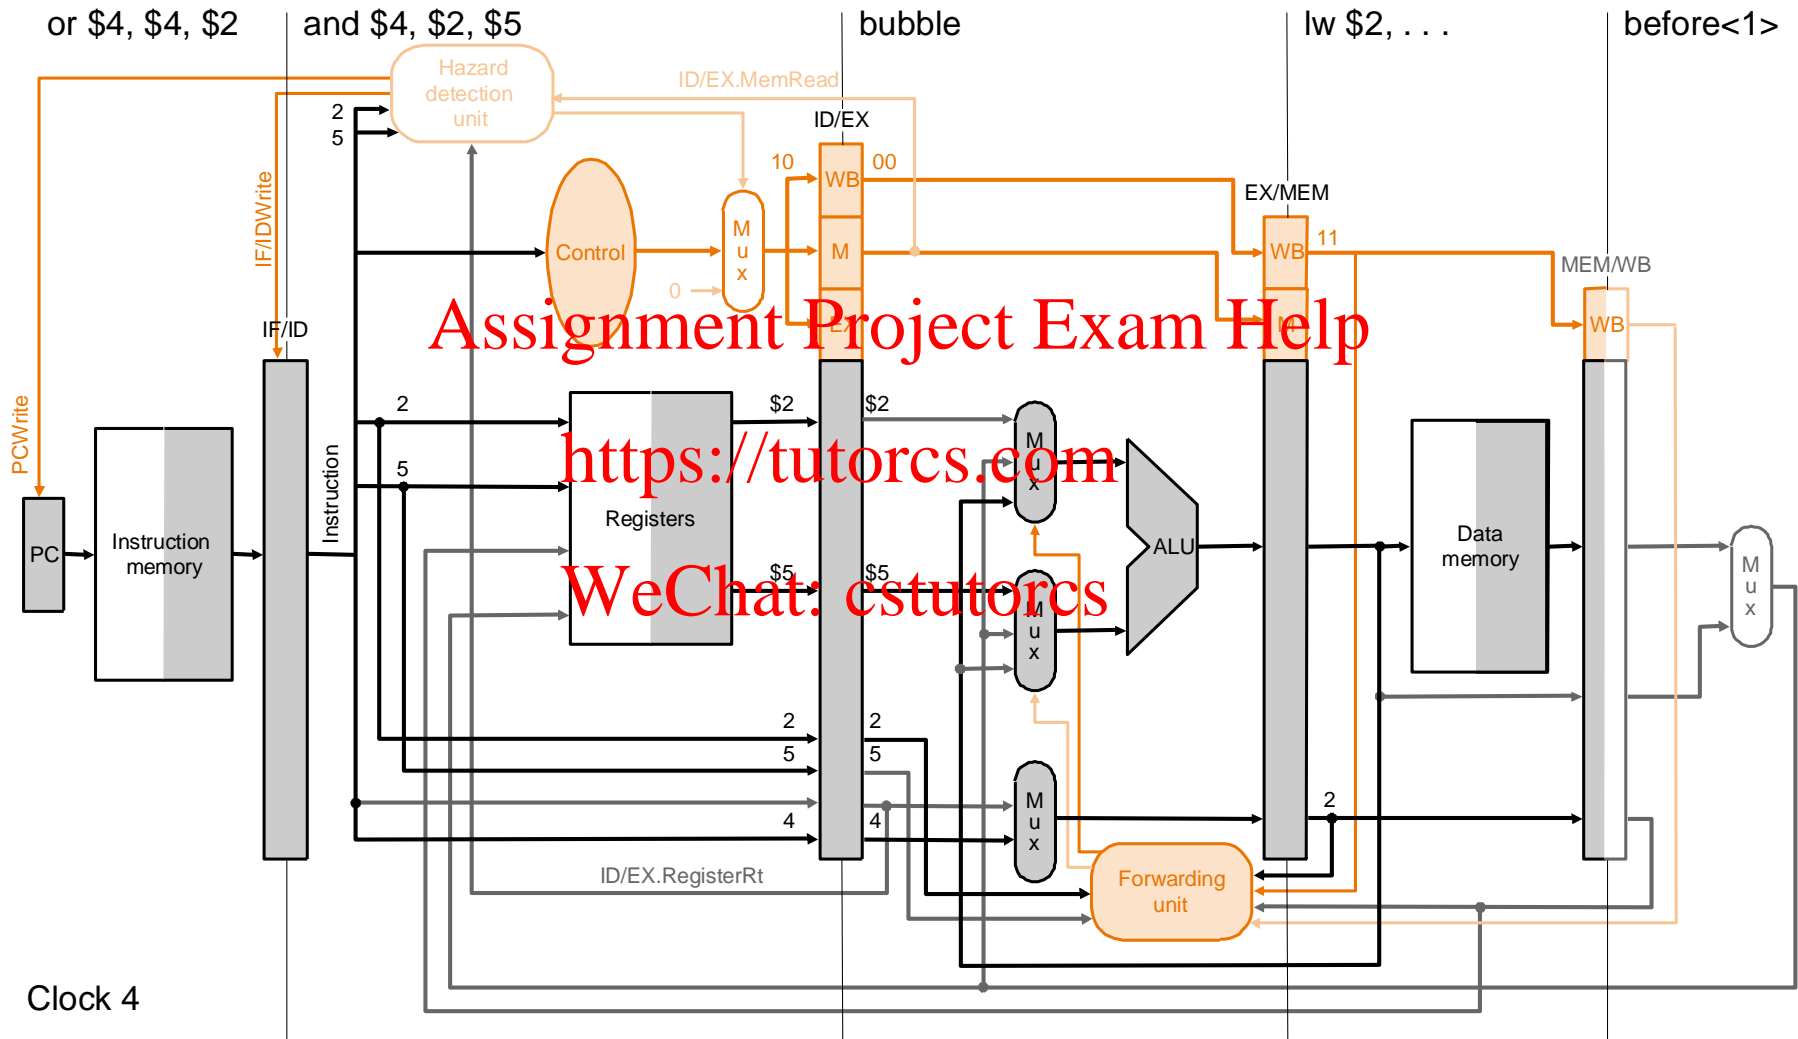 or $4, $4, $2
and $4, $2, $5
bubble
lw $2, . . .
before<1>
Hazard
detection
unit
ID/EX.MemRead
2
5
ID/EX
10
WB
00
EX/MEM
IF/IDWrite
Control
M
u
x
M
WB
11
MEM/WB
0
EX
M
WB
Assignment Project Exam Help
IF/ID
PCWrite
2
$2
$2
M
u
x
https://tutorcs.com
5
Instruction
Registers
PC
Instruction
memory
ALU
Data
memory
M
u
x
$5
$5
WeChat: cstutorcs
M
u
x
2
2
5
5
4
4
M
u
x
2
ID/EX.RegisterRt
Forwarding
unit
Clock 4